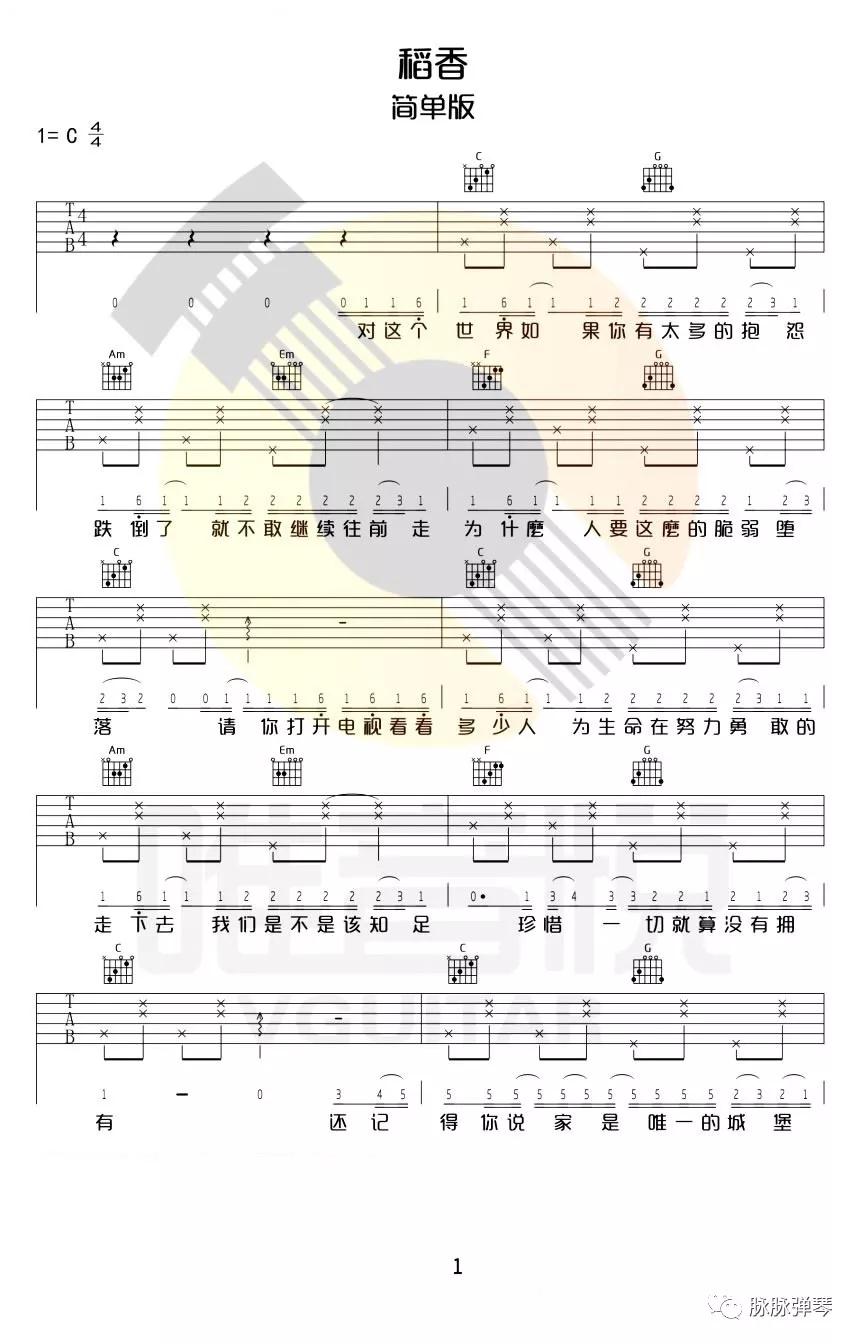 稻香
简单版
1= C 4/4
C G
T A B 4 4
0 0 0 0 1 1 6 1 6 1 1 1 2 2 2 2 2 2 3 1
对这个 世界如 果你有太多的抱 怨
Am Em F G
T A B
1 6 1 1 1 2 2 2 2 2 2 3 1 1 6 1 1 1 1 2 2 2 2 1 2 3
跌 倒了 就不敢继续往前 走 为 什麽 人要这麽的脆弱 堕
C C G
T A B
2 3 2 0 0 1 1 1 1 6 1 6 1 6 1 6 1 1 2 2 2 2 2 2 3 1 1
落 请 你打开电视看看 多少人 为生命在努力勇 敢的
Am Em F G
T A B
1 6 1 1 1 2 2 2 2 2 2 3 1 0· 1 3 4 3 3 2 2 1 2 1 2 3
走 下去 我们是不是该知 足 珍惜 一 切就算没有拥
C C G
T A B
1 – 0 3 4 5 5 5 5 5 5 5 5 5 5 5 5 2 3 2 1
有 还记 得 你说 家 是 唯一的城 堡
唯音悦
VGUITAR
1
脉脉弹琴